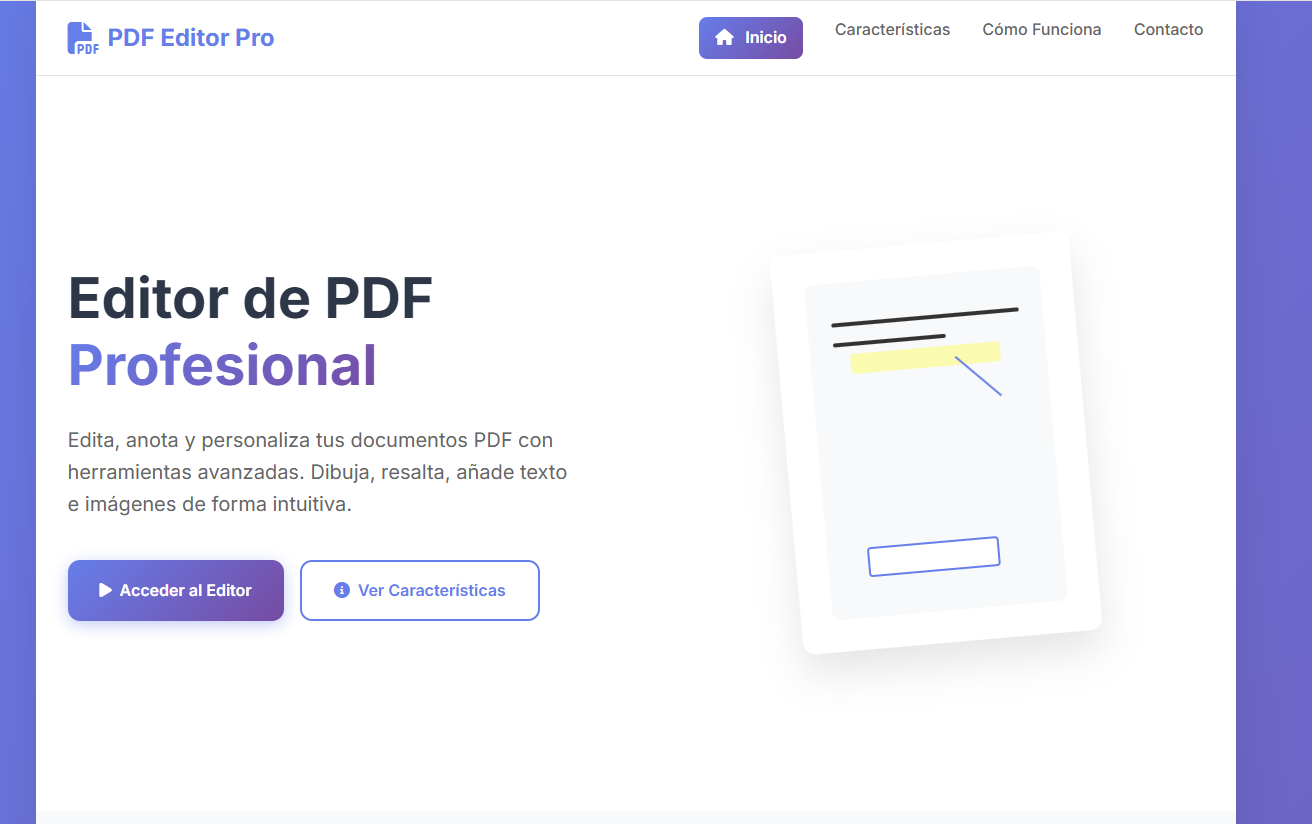 PDF
PDF Editor Pro
Inicio
Características
Cómo Funciona
Contacto
Editor de PDF
Profesional
Edita, anota y personaliza tus documentos PDF con
herramientas avanzadas. Dibuja, resalta, añade texto
e imágenes de forma intuitiva.
Acceder al Editor
Ver Características